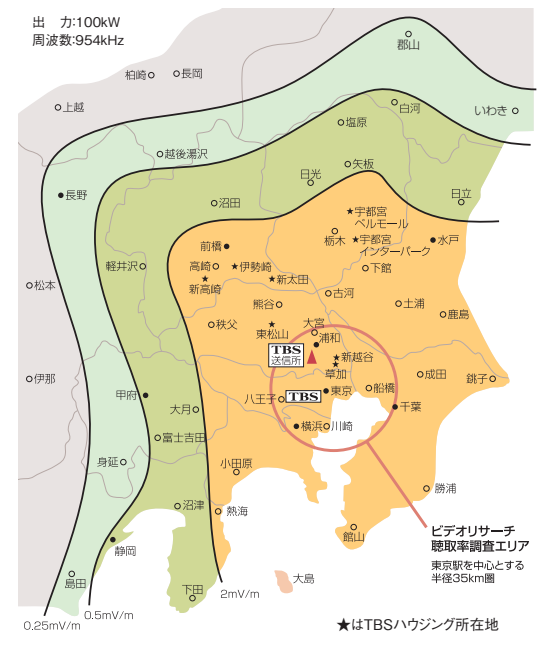 出　力:100kW
周波数:954kHz
郡山
柏崎
長岡
上越
白河
いわき
塩原
越後湯沢
矢板
日光
長野
日立
沼田
★宇都宮
ベルモール
栃木
★宇都宮
インターパーク
水戸
前橋
軽井沢
高崎
★伊勢崎
下館
★
新高崎
★新太田
松本
古河
熊谷
土浦
鹿島
秩父
★
東松山
大宮
浦和
TBS
送信所
★新越谷
★
草加
伊那
成田
銚子
甲府
八王子
TBS
東京
船橋
大月
千葉
横浜
川崎
富士吉田
身延
小田原
勝浦
沼津
熱海
館山
静岡
ビデオリサーチ
聴取率調査エリア
東京駅を中心とする
半径35km圏
島田
下田
大島
2mV/m
0.5mV/m
0.25mV/m
★はTBSハウジング所在地